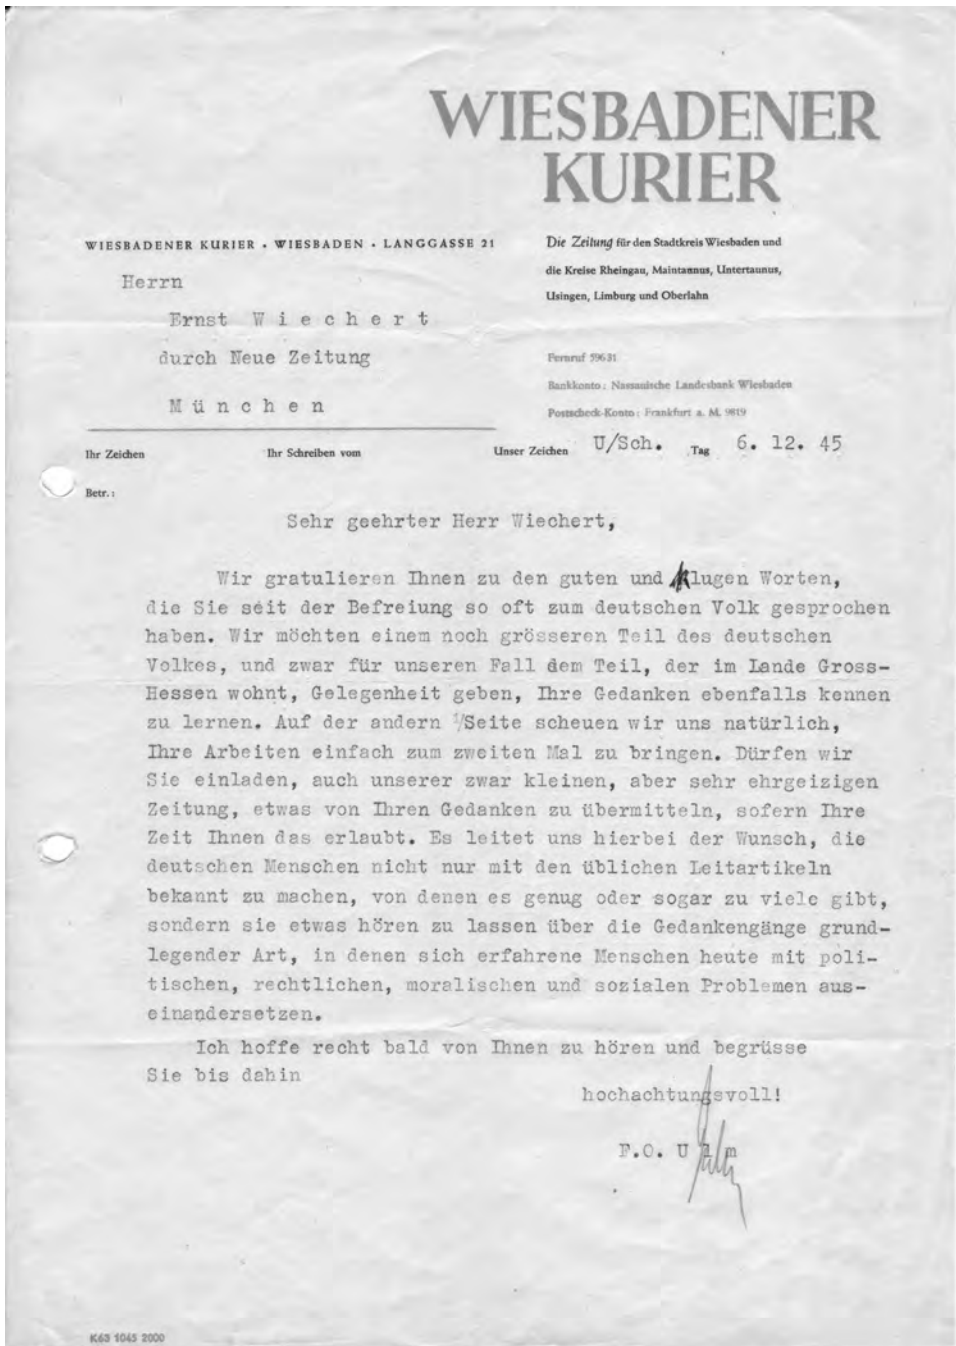 WIESBADENER
KURIER
WIESBADENER KURIER · WIESBADEN · LANGGASSE 21
Die Zeitung für den Stadtkreis Wiesbaden und
die Kreise Rheingau, Maintaunus, Untertaunus,
Usingen, Limburg und Oberlahn
Herrn
Ernst W i e c h e r t
durch Neue Zeitung
M ü n c h e n
Fernruf 59631
Bankkonto: Nassauische Landesbank Wiesbaden
Postscheck-Konto: Frankfurt a. M. 9819
Ihr Zeichen Ihr Schreiben vom Unser Zeichen U/Sch. Tag 6. 12. 45
Betr.:
Sehr geehrter Herr Wiechert,
Wir gratulieren Ihnen zu den guten und klugen Worten,
die Sie seit der Befreiung so oft zum deutschen Volk gesprochen
haben. Wir möchten einem noch grösseren Teil des deutschen
Volkes, und zwar für unseren Fall dem Teil, der im Lande Gross-
Hessen wohnt, Gelegenheit geben, Ihre Gedanken ebenfalls kennen
zu lernen. Auf der andern Seite scheuen wir uns natürlich,
Ihre Arbeiten einfach zum zweiten Mal zu bringen. Dürfen wir
Sie einladen, auch unserer zwar kleinen, aber sehr ehrgeizigen
Zeitung, etwas von Ihren Gedanken zu übermitteln, sofern Ihre
Zeit Ihnen das erlaubt. Es leitet uns hierbei der Wunsch, die
deutschen Menschen nicht nur mit den üblichen Leitartikeln
bekannt zu machen, von denen es genug oder sogar zu viele gibt,
sondern sie etwas hören zu lassen über die Gedankengänge grund-
legender Art, in denen sich erfahrene Menschen heute mit poli-
tischen, rechtlichen, moralischen und sozialen Problemen aus-
einandersetzen.
Ich hoffe recht bald von Ihnen zu hören und begrüsse
Sie bis dahin
hochachtungsvoll!
F.O. U l m
K63 1045 2000